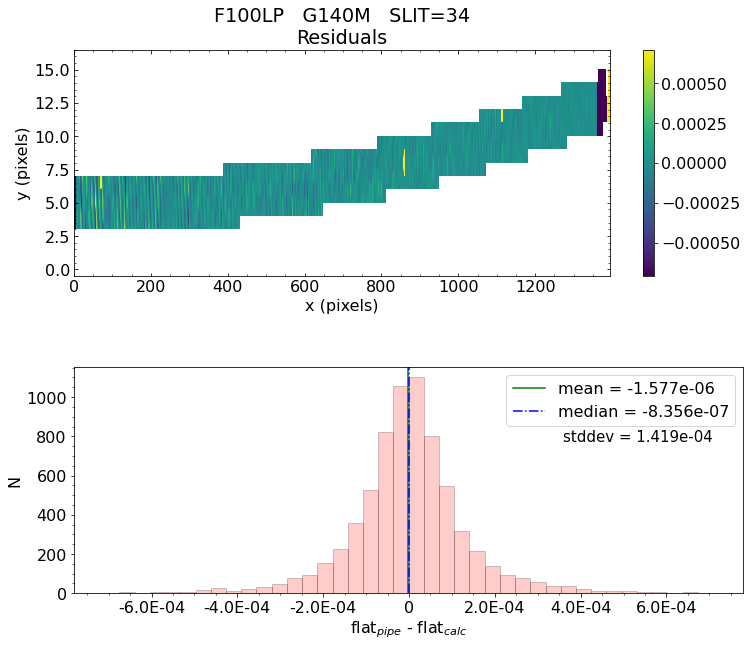 F100LP G140M SLIT=34
Residuals
15.0
12.5
10.0
7.5
5.0
2.5
0.0
y (pixels)
0 200 400 600 800 1000 1200
x (pixels)
0.00050
0.00025
0.00000
−0.00025
−0.00050
1000
800
600
400
200
0
N
mean = -1.577e-06
median = -8.356e-07
stddev = 1.419e-04
-6.0E-04 -4.0E-04 -2.0E-04 0 2.0E-04 4.0E-04 6.0E-04
flat_pipe - flat_calc